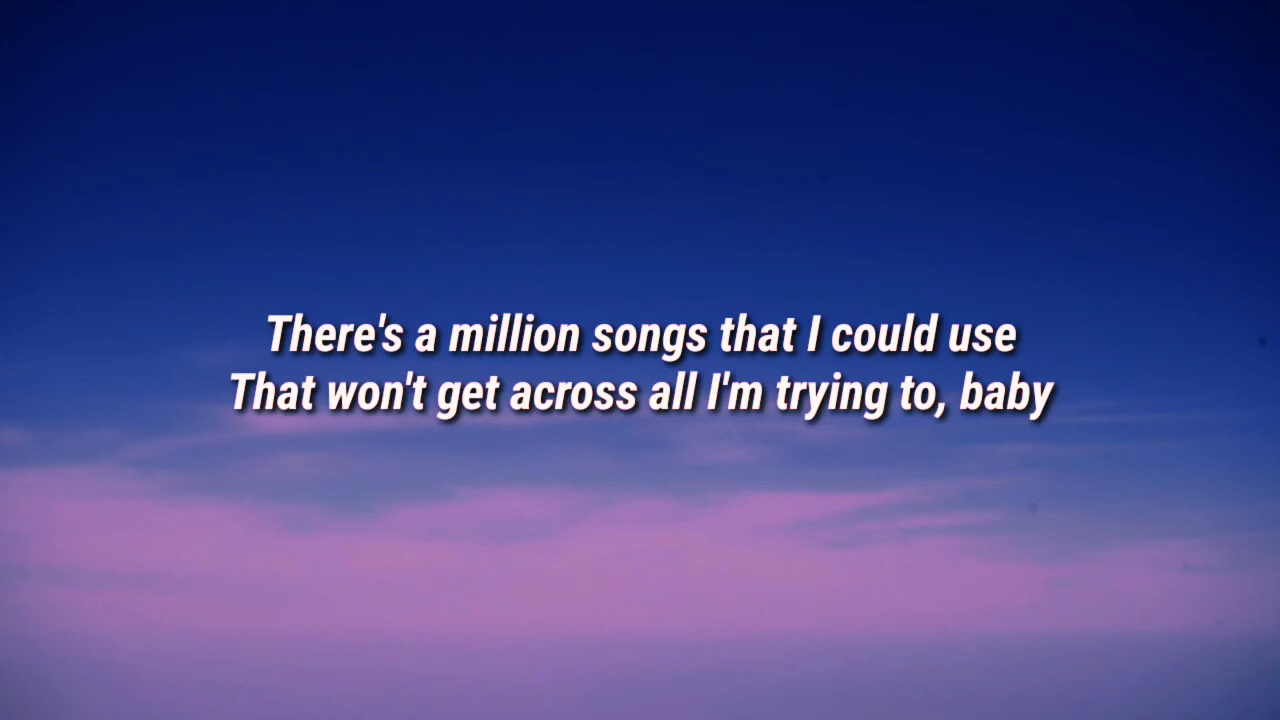 There's a million songs that I could use
That won't get across all I'm trying to, baby